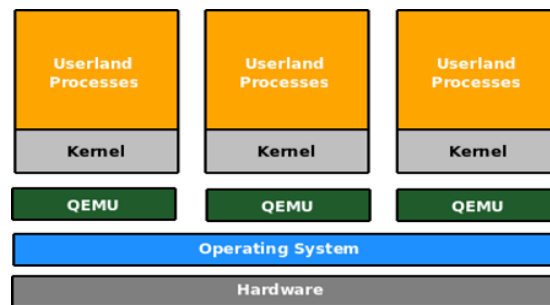 Userland
Processes
Userland
Processes
Userland
Processes
Kernel
Kernel
Kernel
QEMU
QEMU
QEMU
Operating System
Hardware